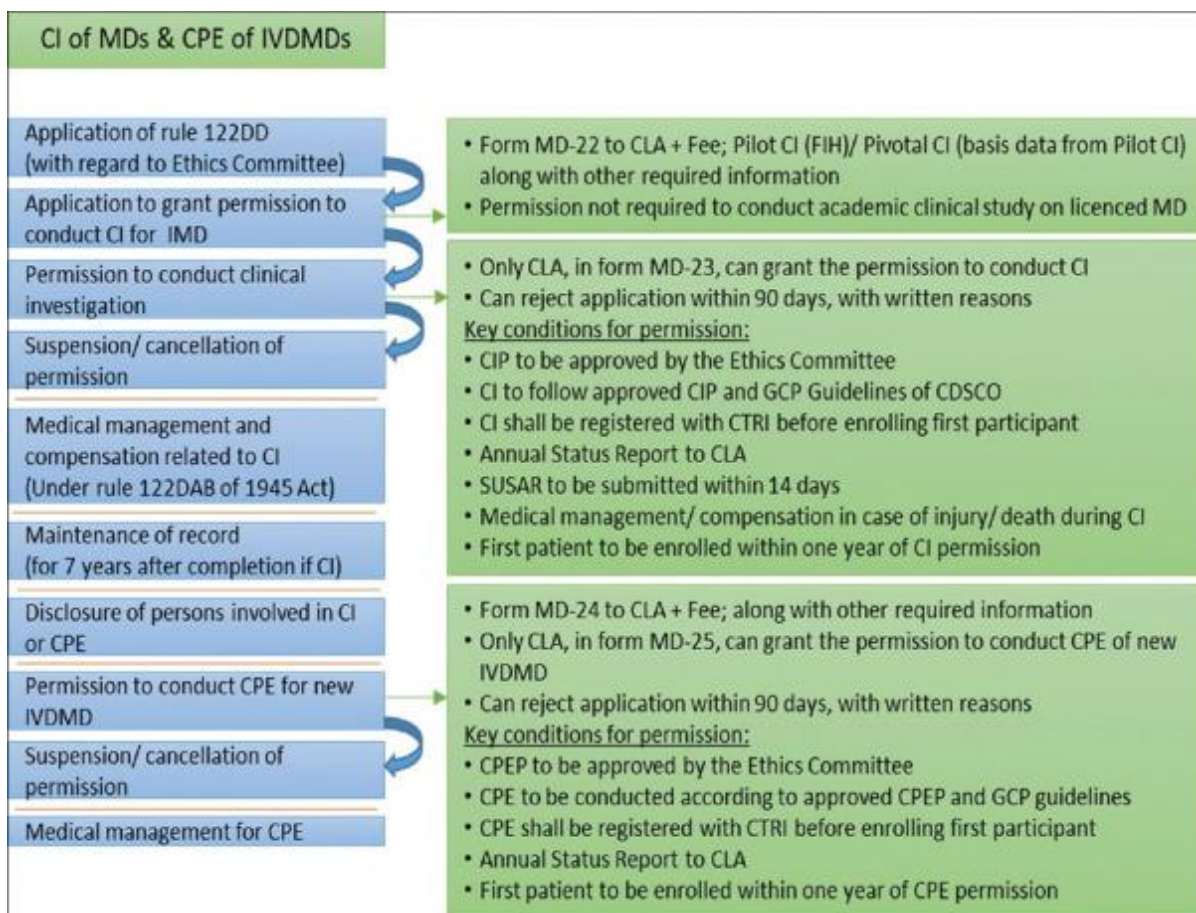 CI of MDs & CPE of IVDMDs
Application of rule 122DD
(with regard to Ethics Committee)
Application to grant permission to
conduct CI for IMD
Permission to conduct clinical
investigation
Suspension/ cancellation of
permission
Medical management and
compensation related to CI
(Under rule 122DAB of 1945 Act)
Maintenance of record
(for 7 years after completion if CI)
Disclosure of persons involved in CI
or CPE
Permission to conduct CPE for new
IVDMD
Suspension/ cancellation of
permission
Medical management for CPE
• Form MD-22 to CLA + Fee; Pilot CI (FIH)/ Pivotal CI (basis data from Pilot CI)
along with other required information
• Permission not required to conduct academic clinical study on licenced MD
• Only CLA, in form MD-23, can grant the permission to conduct CI
• Can reject application within 90 days, with written reasons
Key conditions for permission:
• CIP to be approved by the Ethics Committee
• CI to follow approved CIP and GCP Guidelines of CDSCO
• CI shall be registered with CTRI before enrolling first participant
• Annual Status Report to CLA
• SUSAR to be submitted within 14 days
• Medical management/ compensation in case of injury/ death during CI
• First patient to be enrolled within one year of CI permission
• Form MD-24 to CLA + Fee; along with other required information
• Only CLA, in form MD-25, can grant the permission to conduct CPE of new
IVDMD
• Can reject application within 90 days, with written reasons
Key conditions for permission:
• CPEP to be approved by the Ethics Committee
• CPE to be conducted according to approved CPEP and GCP guidelines
• CPE shall be registered with CTRI before enrolling first participant
• Annual Status Report to CLA
• First patient to be enrolled within one year of CPE permission